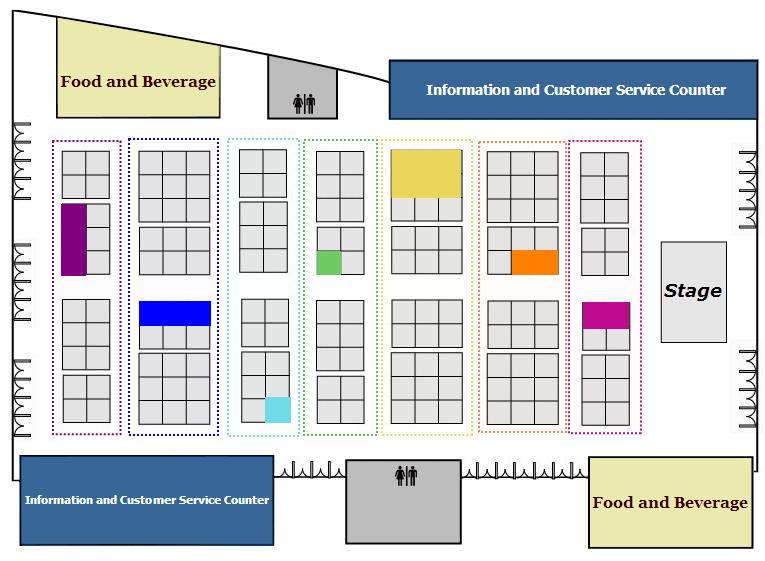 Food and Beverage
Information and Customer Service Counter
Stage
Information and Customer Service Counter
Food and Beverage